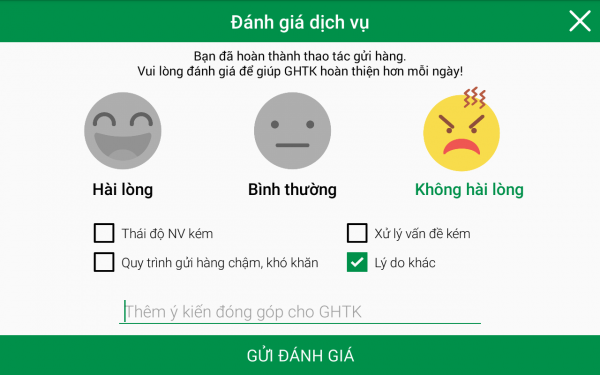 Đánh giá dịch vụ
Bạn đã hoàn thành thao tác gửi hàng.
Vui lòng đánh giá để giúp GHTK hoàn thiện hơn mỗi ngày!
Hài lòng
Bình thường
Không hài lòng
Thái độ NV kém
Xử lý vấn đề kém
Quy trình gửi hàng chậm, khó khăn
Lý do khác
Thêm ý kiến đóng góp cho GHTK
GỬI ĐÁNH GIÁ